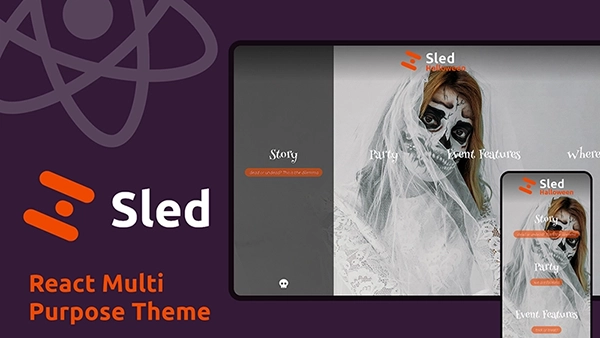 Sled
React Multi
Purpose Theme
Sled
Halloween
Story
Party
Event Features
Where
Sled
Halloween
Story
Party
Event Features